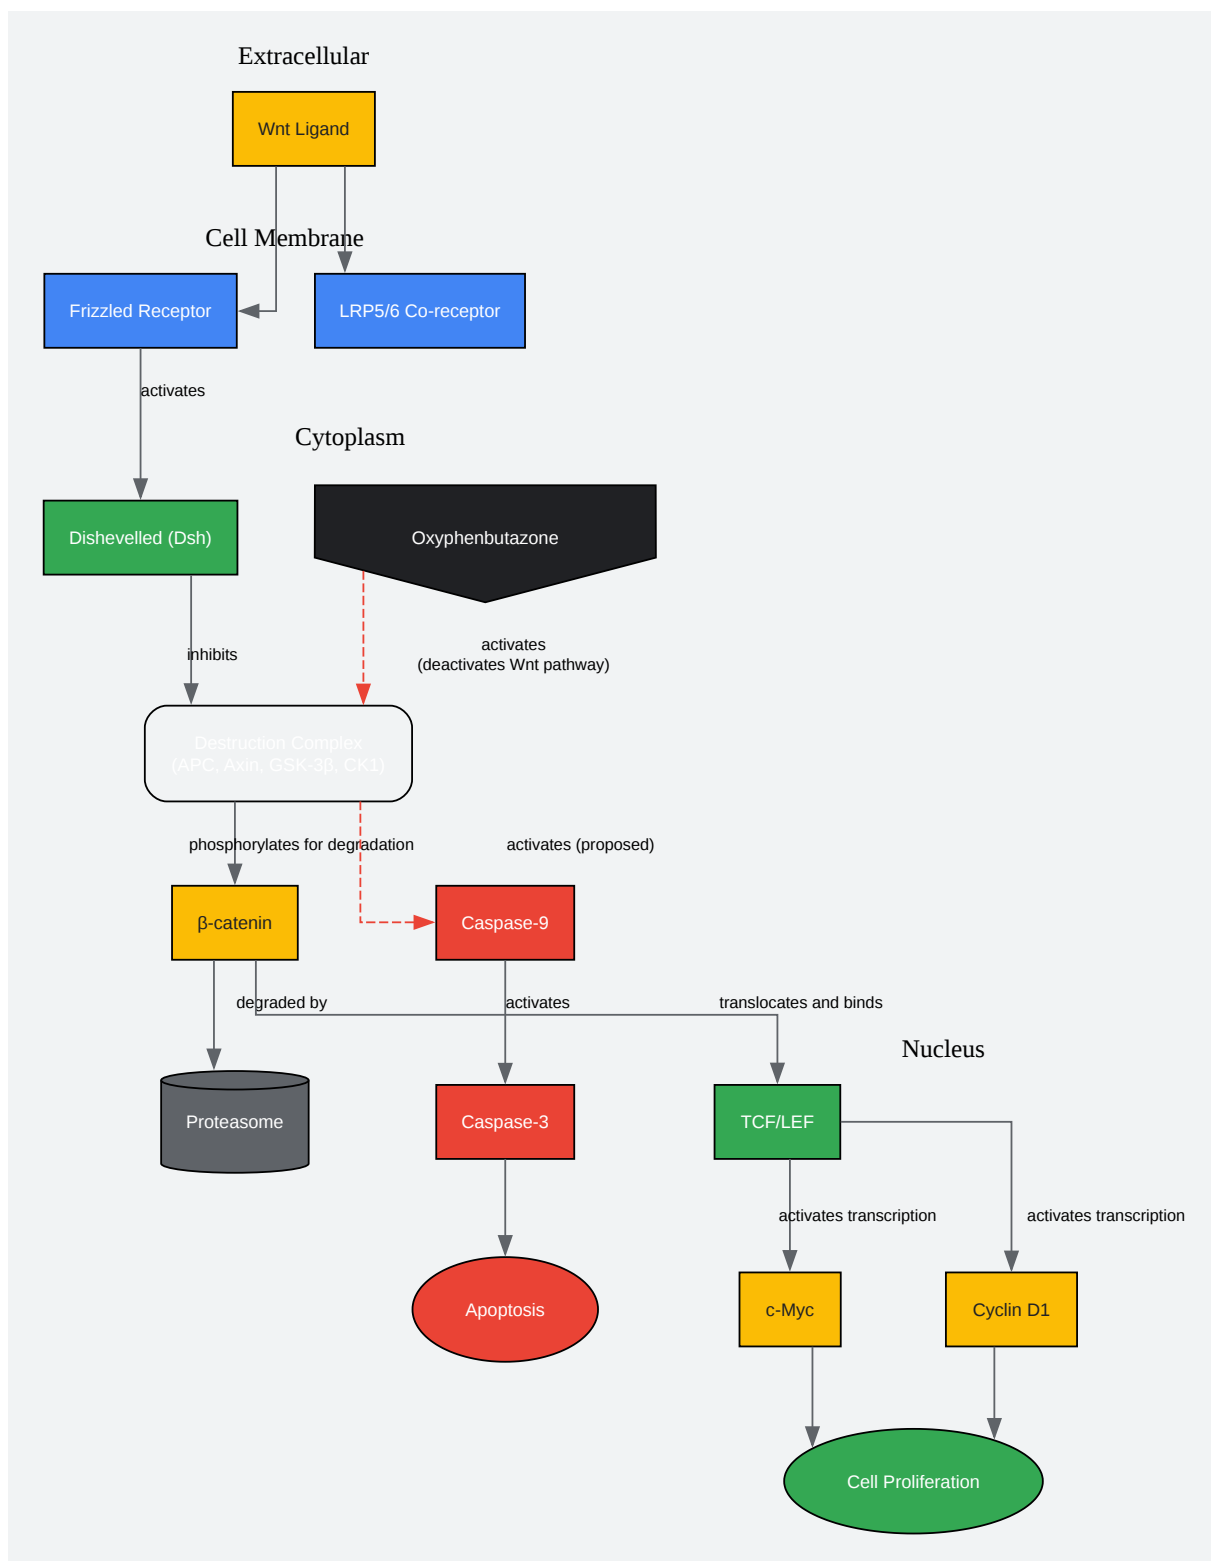 Extracellular
Wnt Ligand
Cell Membrane
Frizzled Receptor
LRP5/6 Co-receptor
activates
Cytoplasm
Dishevelled (Dsh)
Oxyphenbutazone
inhibits
activates
(deactivates Wnt pathway)
Destruction Complex
(APC, Axin, GSK-3β, CK1)
phosphorylates for degradation
activates (proposed)
β-catenin
Caspase-9
degraded by
activates
translocates and binds
Nucleus
Proteasome
Caspase-3
TCF/LEF
activates transcription
activates transcription
Apoptosis
c-Myc
Cyclin D1
Cell Proliferation